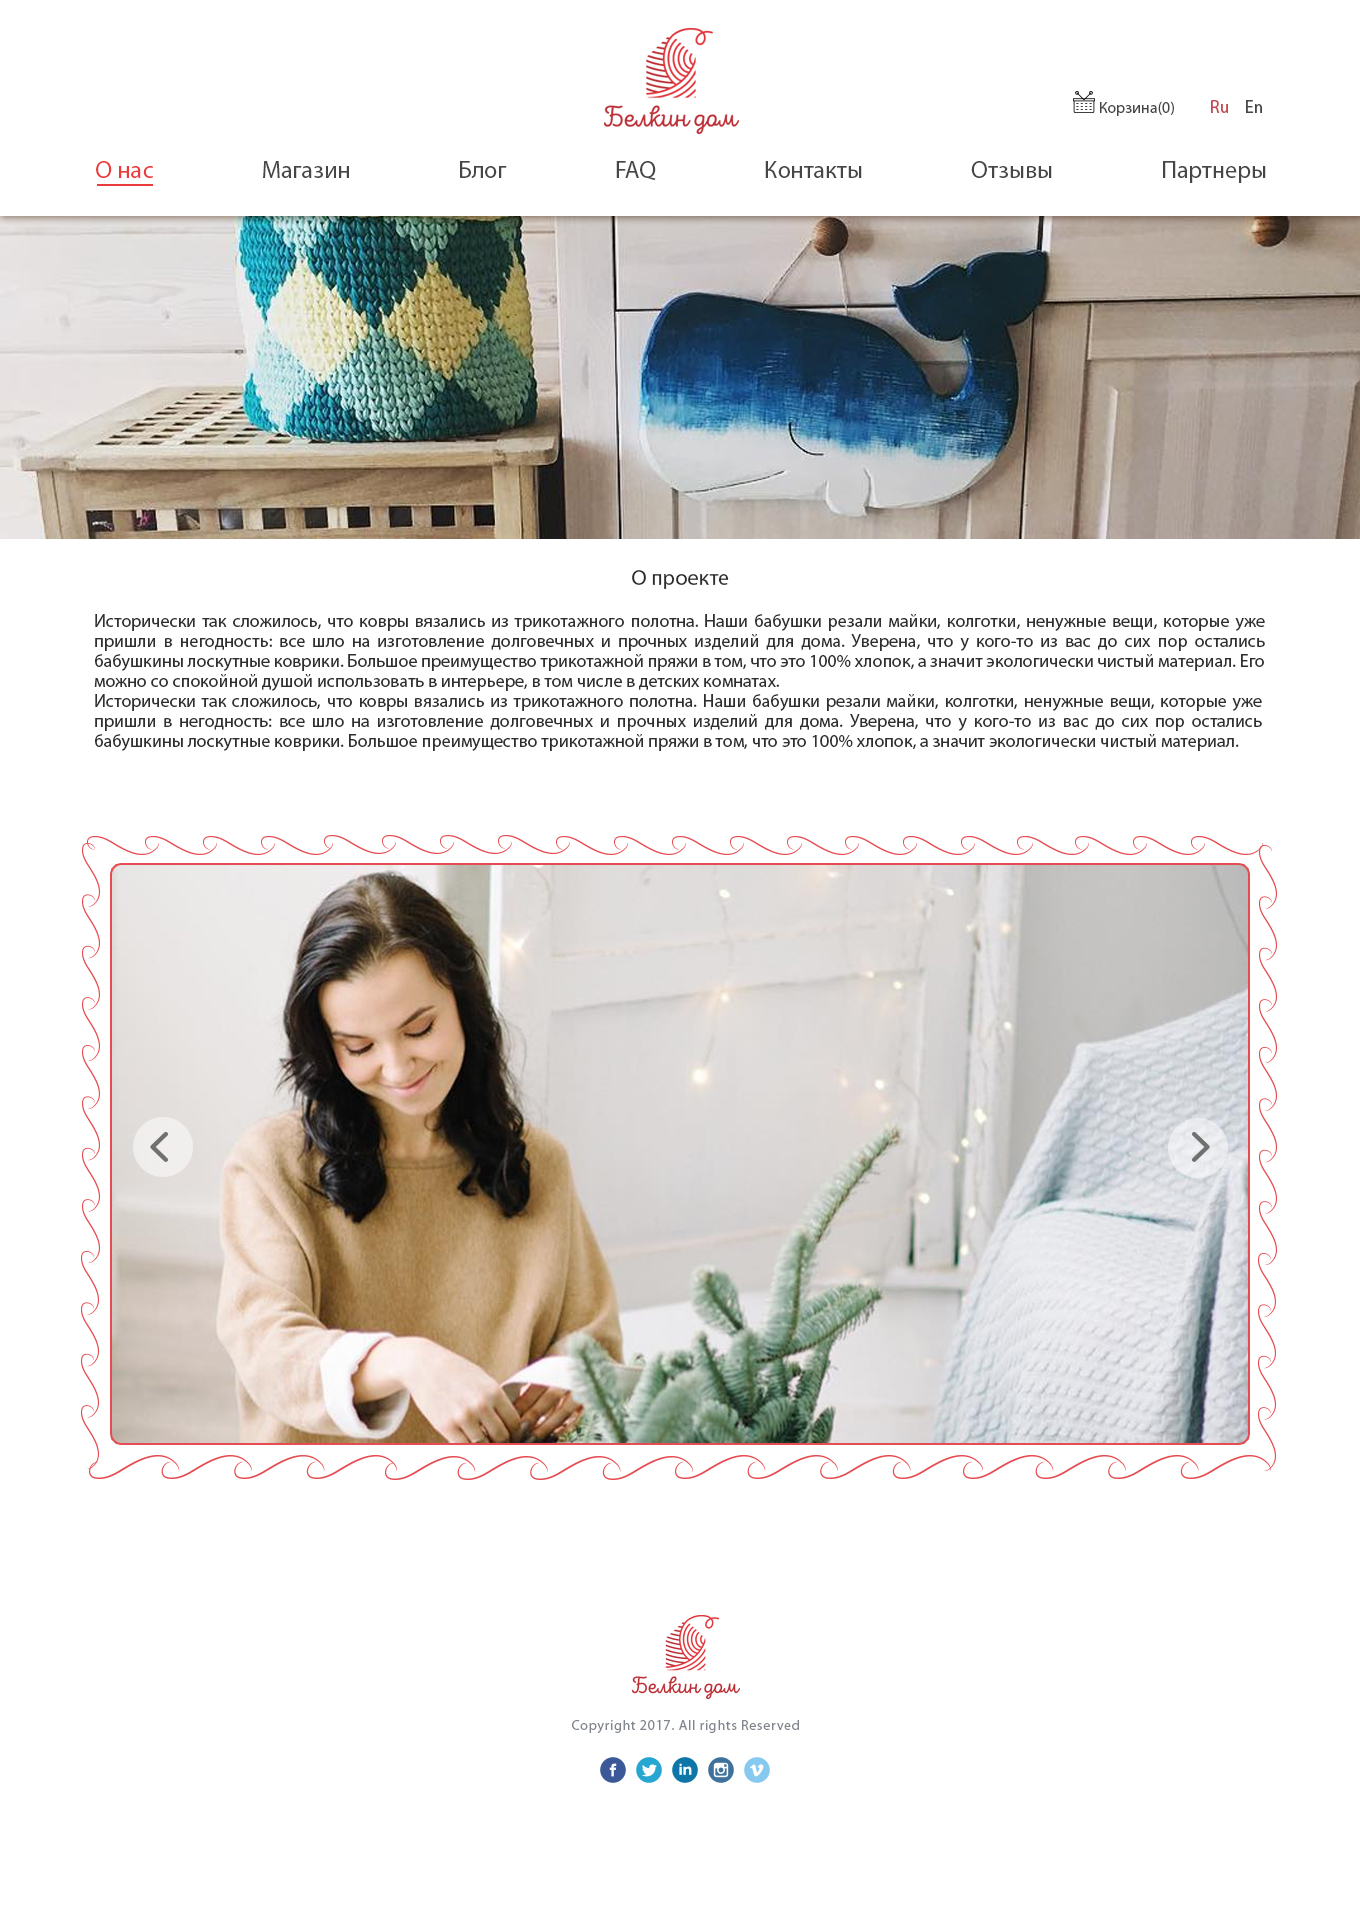 Белкин дом
Корзина(0) Ru En
О нас Магазин Блог FAQ Контакты Отзывы Партнеры
О проекте
Исторически так сложилось, что ковры вязались из трикотажного полотна. Наши бабушки резали майки, колготки, ненужные вещи, которые уже
пришли в негодность: все шло на изготовление долговечных и прочных изделий для дома. Уверена, что у кого-то из вас до сих пор остались
бабушкины лоскутные коврики. Большое преимущество трикотажной пряжи в том, что это 100% хлопок, а значит экологически чистый материал. Его
можно со спокойной душой использовать в интерьере, в том числе в детских комнатах.
Исторически так сложилось, что ковры вязались из трикотажного полотна. Наши бабушки резали майки, колготки, ненужные вещи, которые уже
пришли в негодность: все шло на изготовление долговечных и прочных изделий для дома. Уверена, что у кого-то из вас до сих пор остались
бабушкины лоскутные коврики. Большое преимущество трикотажной пряжи в том, что это 100% хлопок, а значит экологически чистый материал.
Белкин дом
Copyright 2017. All rights Reserved